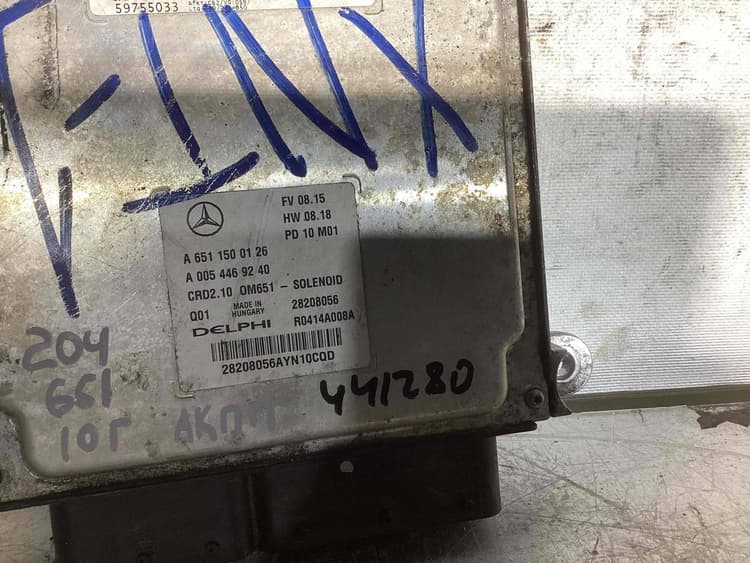 59755033
FV 08.15
HW 08.18
PD 10 M01
A 651 150 01 26
A 005 446 92 40
CRD2.10 OM651 - SOLENOID
Q01 MADE IN HUNGARY 28208056
DELPHI R0414A008A
28208056AYN10CQD
204
651
10г АКПП
441280